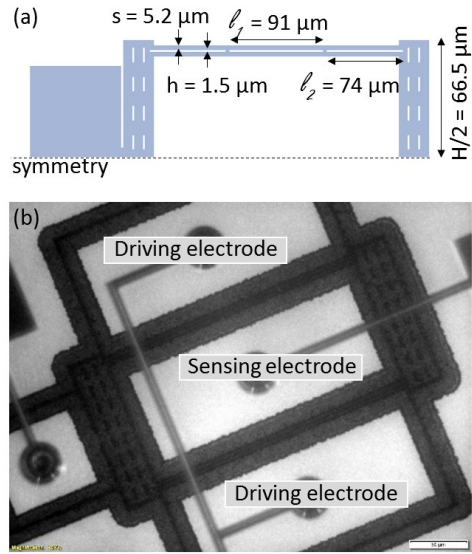 (a)
s = 5.2 µm
ℓ₁ = 91 µm
h = 1.5 µm
ℓ₂ = 74 µm
H/2 = 66.5 µm
symmetry
(b)
Driving electrode
Sensing electrode
Driving electrode